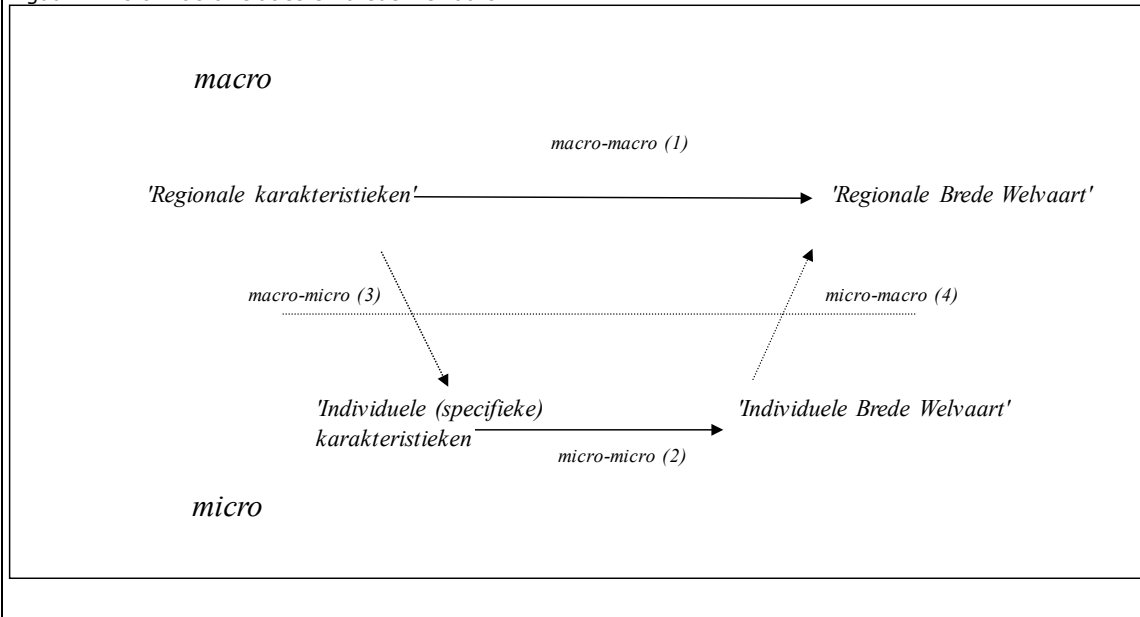 macro
macro-macro (1)
'Regionale karakteristieken'
'Regionale Brede Welvaart'
macro-micro (3)
micro-macro (4)
'Individuele (specifieke)
karakteristieken
'Individuele Brede Welvaart'
micro-micro (2)
micro